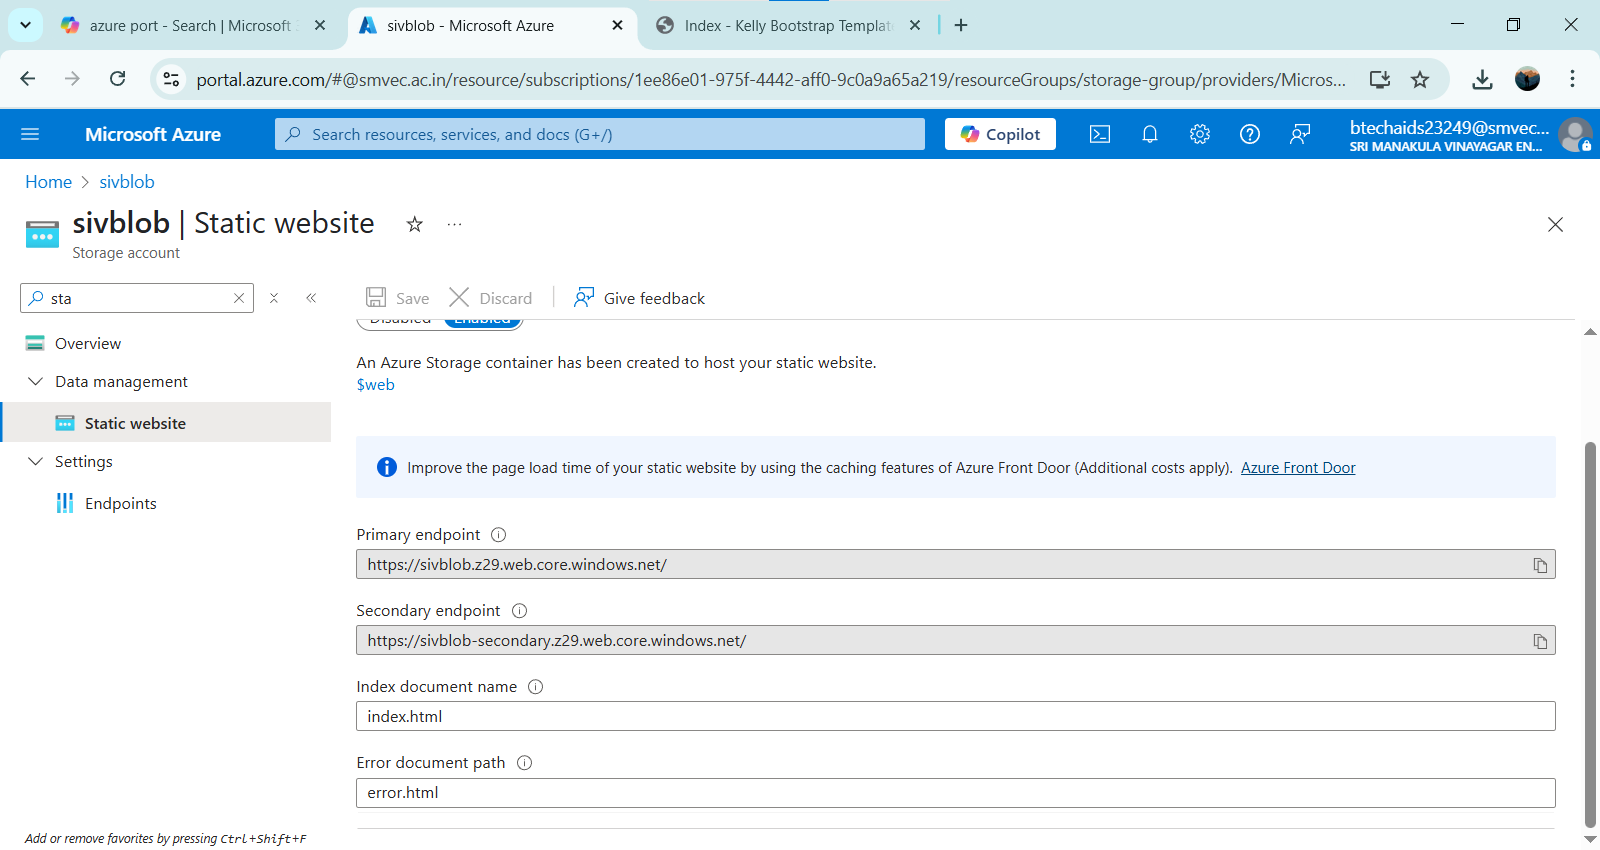 azure port - Search | Microsoft
sivblob - Microsoft Azure
Index - Kelly Bootstrap Template
portal.azure.com/#@smvec.ac.in/resource/subscriptions/1ee86e01-975f-4442-aff0-9c0a9a65a219/resourceGroups/storage-group/providers/Micros...
Microsoft Azure
Search resources, services, and docs (G+/)
Copilot
btechaids23249@smvec...
SRI MANAKULA VINAYAGAR EN...
Home > sivblob
sivblob | Static website
Storage account
sta
Save
Discard
Give feedback
Overview
Data management
Static website
Settings
Endpoints
Disabled
Enabled
An Azure Storage container has been created to host your static website.
$web
Improve the page load time of your static website by using the caching features of Azure Front Door (Additional costs apply). Azure Front Door
Primary endpoint
https://sivblob.z29.web.core.windows.net/
Secondary endpoint
https://sivblob-secondary.z29.web.core.windows.net/
Index document name
index.html
Error document path
error.html
Add or remove favorites by pressing Ctrl+Shift+F